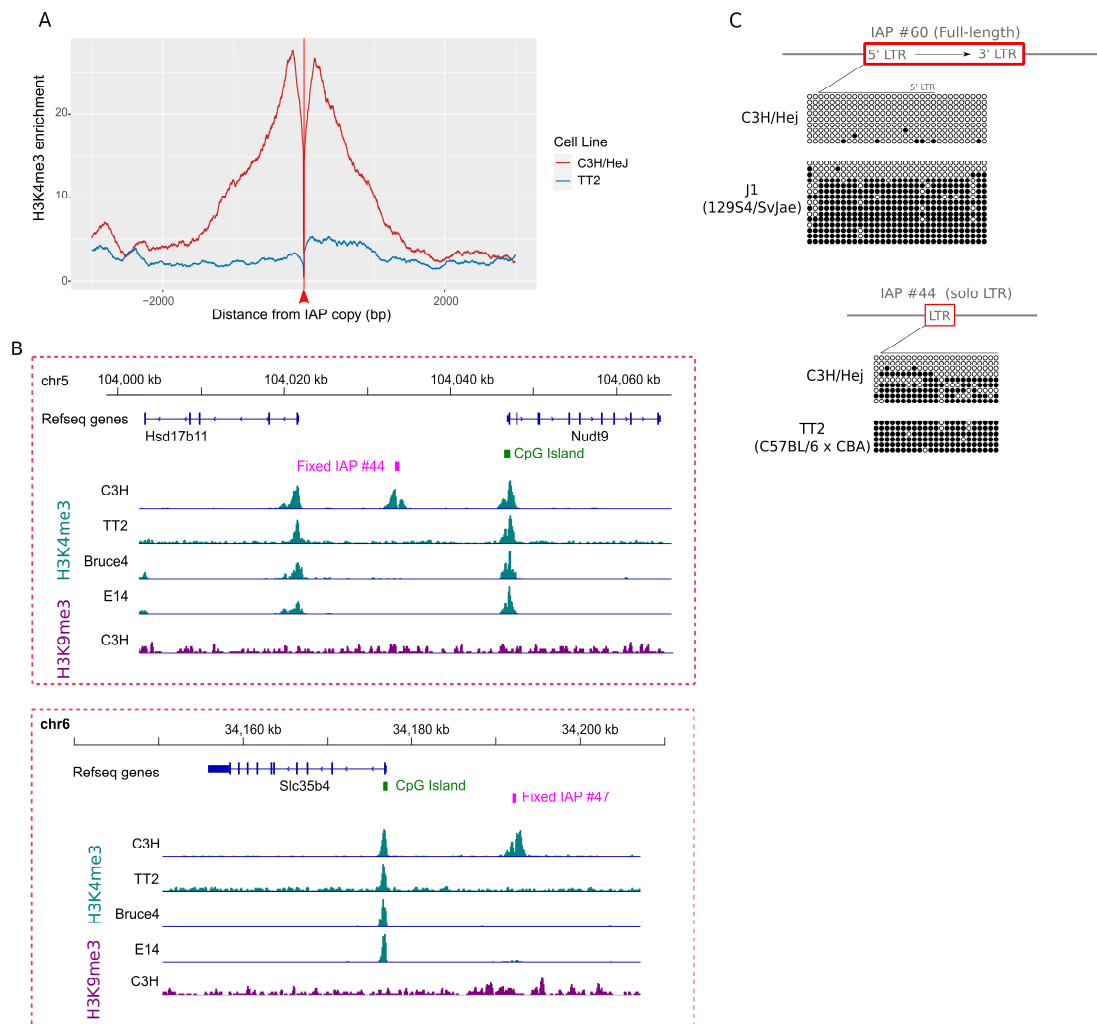 A
H3K4me3 enrichment
20
10
0
−2000
2000
Distance from IAP copy (bp)
Cell Line
C3H/HeJ
TT2
B
chr5
104,000 kb
104,020 kb
104,040 kb
104,060 kb
Refseq genes
Hsd17b11
Nudt9
CpG Island
Fixed IAP #44
H3K4me3
C3H
TT2
Bruce4
E14
H3K9me3
C3H
chr6
34,160 kb
34,180 kb
34,200 kb
Refseq genes
Slc35b4
CpG Island
Fixed IAP #47
H3K4me3
C3H
TT2
Bruce4
E14
H3K9me3
C3H
C
IAP #60 (Full-length)
5' LTR
3' LTR
5' LTR
C3H/Hej
J1
(129S4/SvJae)
IAP #44 (solo LTR)
LTR
C3H/Hej
TT2
(C57BL/6 x CBA)